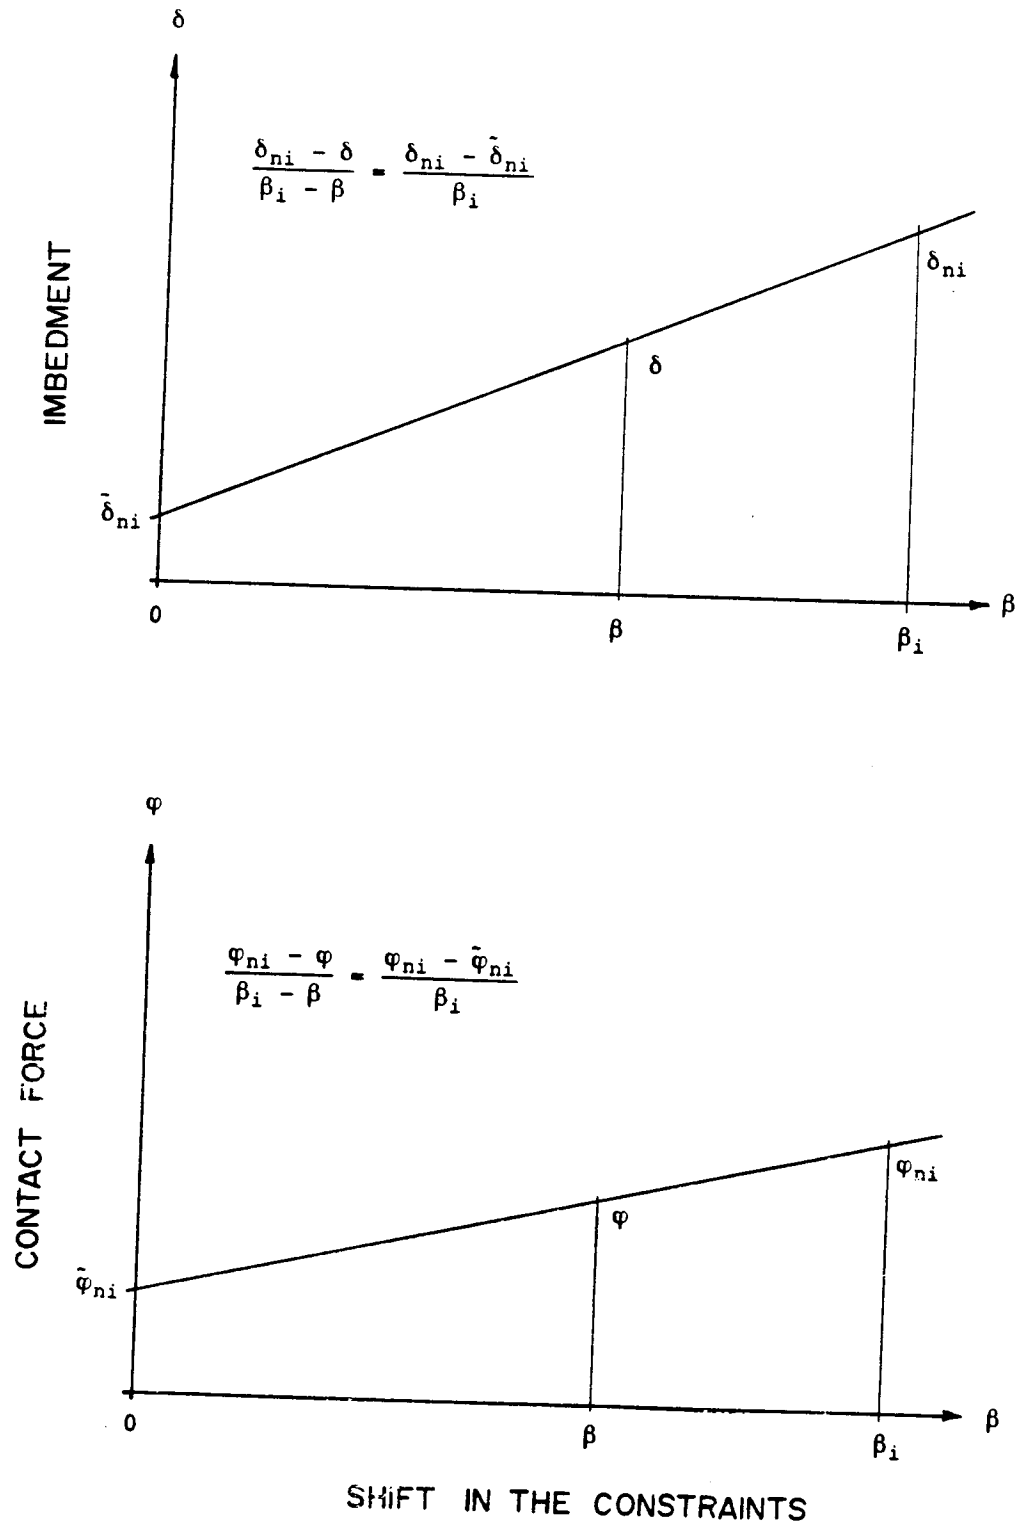 δ
δni - δ / βi - β = δni - δ̃ni / βi
IMBEDMENT
δni
δ
δ̃ni
0
β
βi
β
φ
φni - φ / βi - β = φni - φ̃ni / βi
CONTACT FORCE
φni
φ
φ̃ni
0
β
βi
β
SHIFT IN THE CONSTRAINTS